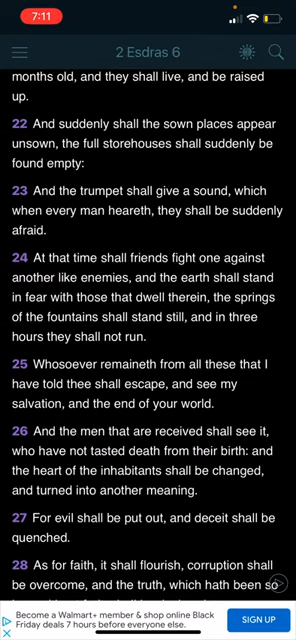 7:11
2 Esdras 6
months old, and they shall live, and be raised
up.
22 And suddenly shall the sown places appear
unsown, the full storehouses shall suddenly be
found empty:
23 And the trumpet shall give a sound, which
when every man heareth, they shall be suddenly
afraid.
24 At that time shall friends fight one against
another like enemies, and the earth shall stand
in fear with those that dwell therein, the springs
of the fountains shall stand still, and in three
hours they shall not run.
25 Whosoever remaineth from all these that I
have told thee shall escape, and see my
salvation, and the end of your world.
26 And the men that are received shall see it,
who have not tasted death from their birth: and
the heart of the inhabitants shall be changed,
and turned into another meaning.
27 For evil shall be put out, and deceit shall be
quenched.
28 As for faith, it shall flourish, corruption shall
be overcome, and the truth, which hath been so
Become a Walmart+ member & shop online Black
Friday deals 7 hours before everyone else.
SIGN UP